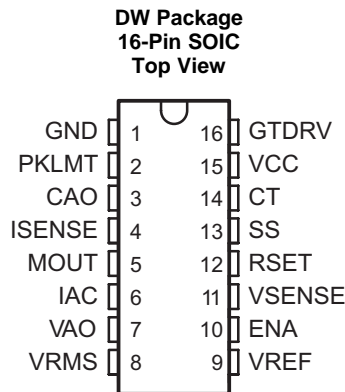 DW Package
16-Pin SOIC
Top View
GND 1 16 GTDRV
PKLMT 2 15 VCC
CAO 3 14 CT
ISENSE 4 13 SS
MOUT 5 12 RSET
IAC 6 11 VSENSE
VAO 7 10 ENA
VRMS 8 9 VREF